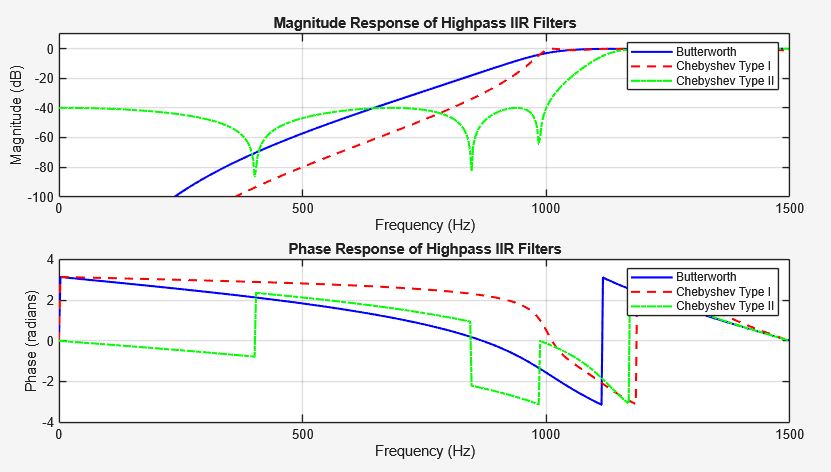 Magnitude Response of Highpass IIR Filters
Magnitude (dB)
0
-20
-40
-60
-80
-100
Butterworth
Chebyshev Type I
Chebyshev Type II
0 500 1000 1500
Frequency (Hz)
Phase Response of Highpass IIR Filters
Phase (radians)
4
2
0
-2
-4
Butterworth
Chebyshev Type I
Chebyshev Type II
0 500 1000 1500
Frequency (Hz)